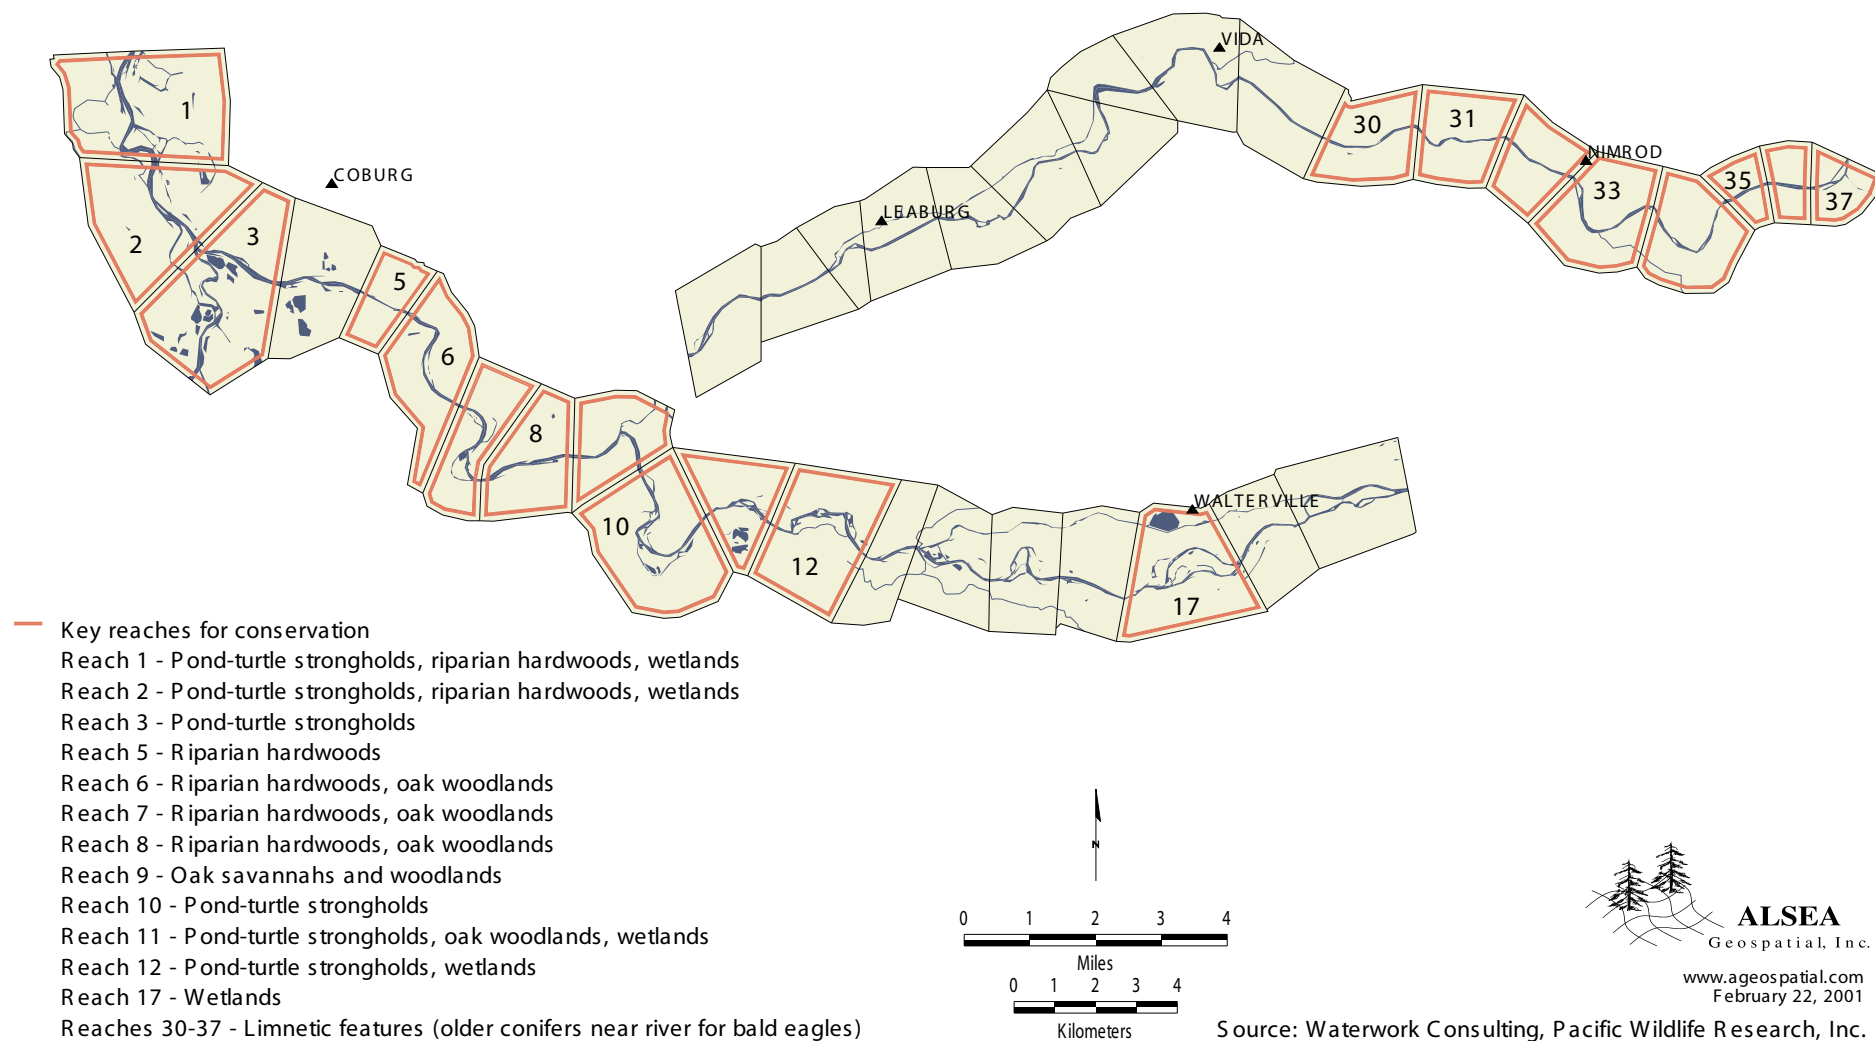 VIDA
1
30
31
COBURG
NIMROD
35
33
37
LEABURG
2
3
5
6
8
10
12
WALTERVILLE
17
Key reaches for conservation
Reach 1 - Pond-turtle strongholds, riparian hardwoods, wetlands
Reach 2 - Pond-turtle strongholds, riparian hardwoods, wetlands
Reach 3 - Pond-turtle strongholds
Reach 5 - Riparian hardwoods
Reach 6 - Riparian hardwoods, oak woodlands
Reach 7 - Riparian hardwoods, oak woodlands
Reach 8 - Riparian hardwoods, oak woodlands
Reach 9 - Oak savannahs and woodlands
Reach 10 - Pond-turtle strongholds
Reach 11 - Pond-turtle strongholds, oak woodlands, wetlands
Reach 12 - Pond-turtle strongholds, wetlands
Reach 17 - Wetlands
Reaches 30-37 - Limnetic features (older conifers near river for bald eagles)
N
0 1 2 3 4
Miles
0 1 2 3 4
Kilometers
ALSEA
Geospatial, Inc.
www.ageospatial.com
February 22, 2001
Source: Waterwork Consulting, Pacific Wildlife Research, Inc.